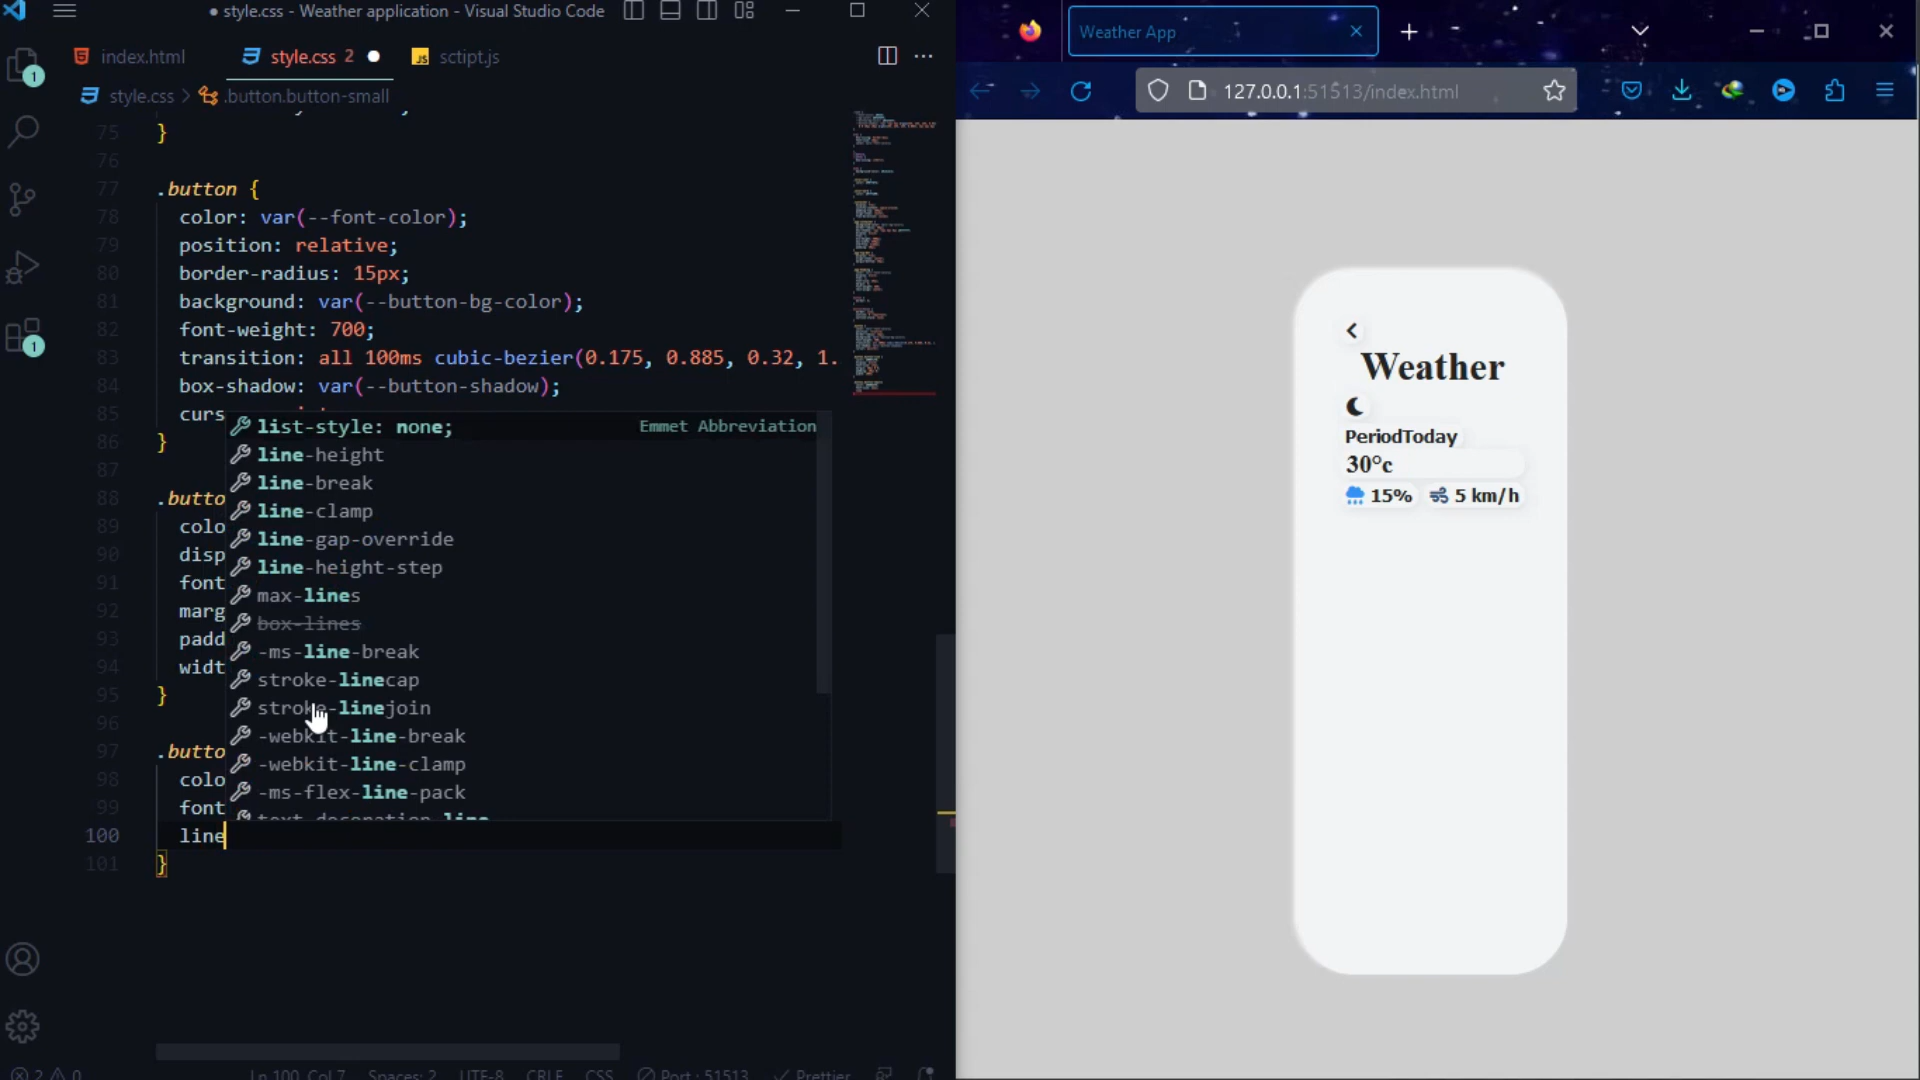 style.css - Weather application - Visual Studio Code
index.html
style.css 2
sctipt.js
style.css > .button.button-small
75 }
76
77 .button {
78 color: var(--font-color);
79 position: relative;
80 border-radius: 15px;
81 background: var(--button-bg-color);
82 font-weight: 700;
83 transition: all 100ms cubic-bezier(0.175, 0.885, 0.32, 1.
84 box-shadow: var(--button-shadow);
85 curs
86 }
87
88 .butto
89 colo
90 disp
91 font
92 marg
93 padd
94 widt
95 }
96
97 .butto
98 colo
99 font
100 line
101 }
list-style: none; Emmet Abbreviation
line-height
line-break
line-clamp
line-gap-override
line-height-step
max-lines
box-lines
-ms-line-break
stroke-linecap
stroke-linejoin
-webkit-line-break
-webkit-line-clamp
-ms-flex-line-pack
text-decoration-line
1
1
2 0 Ln 100, Col 7 Spaces: 2 UTF-8 CRLF CSS Port : 51513 Prettier
Weather App
127.0.0.1:51513/index.html
Weather
PeriodToday
30°c
15% 5 km/h